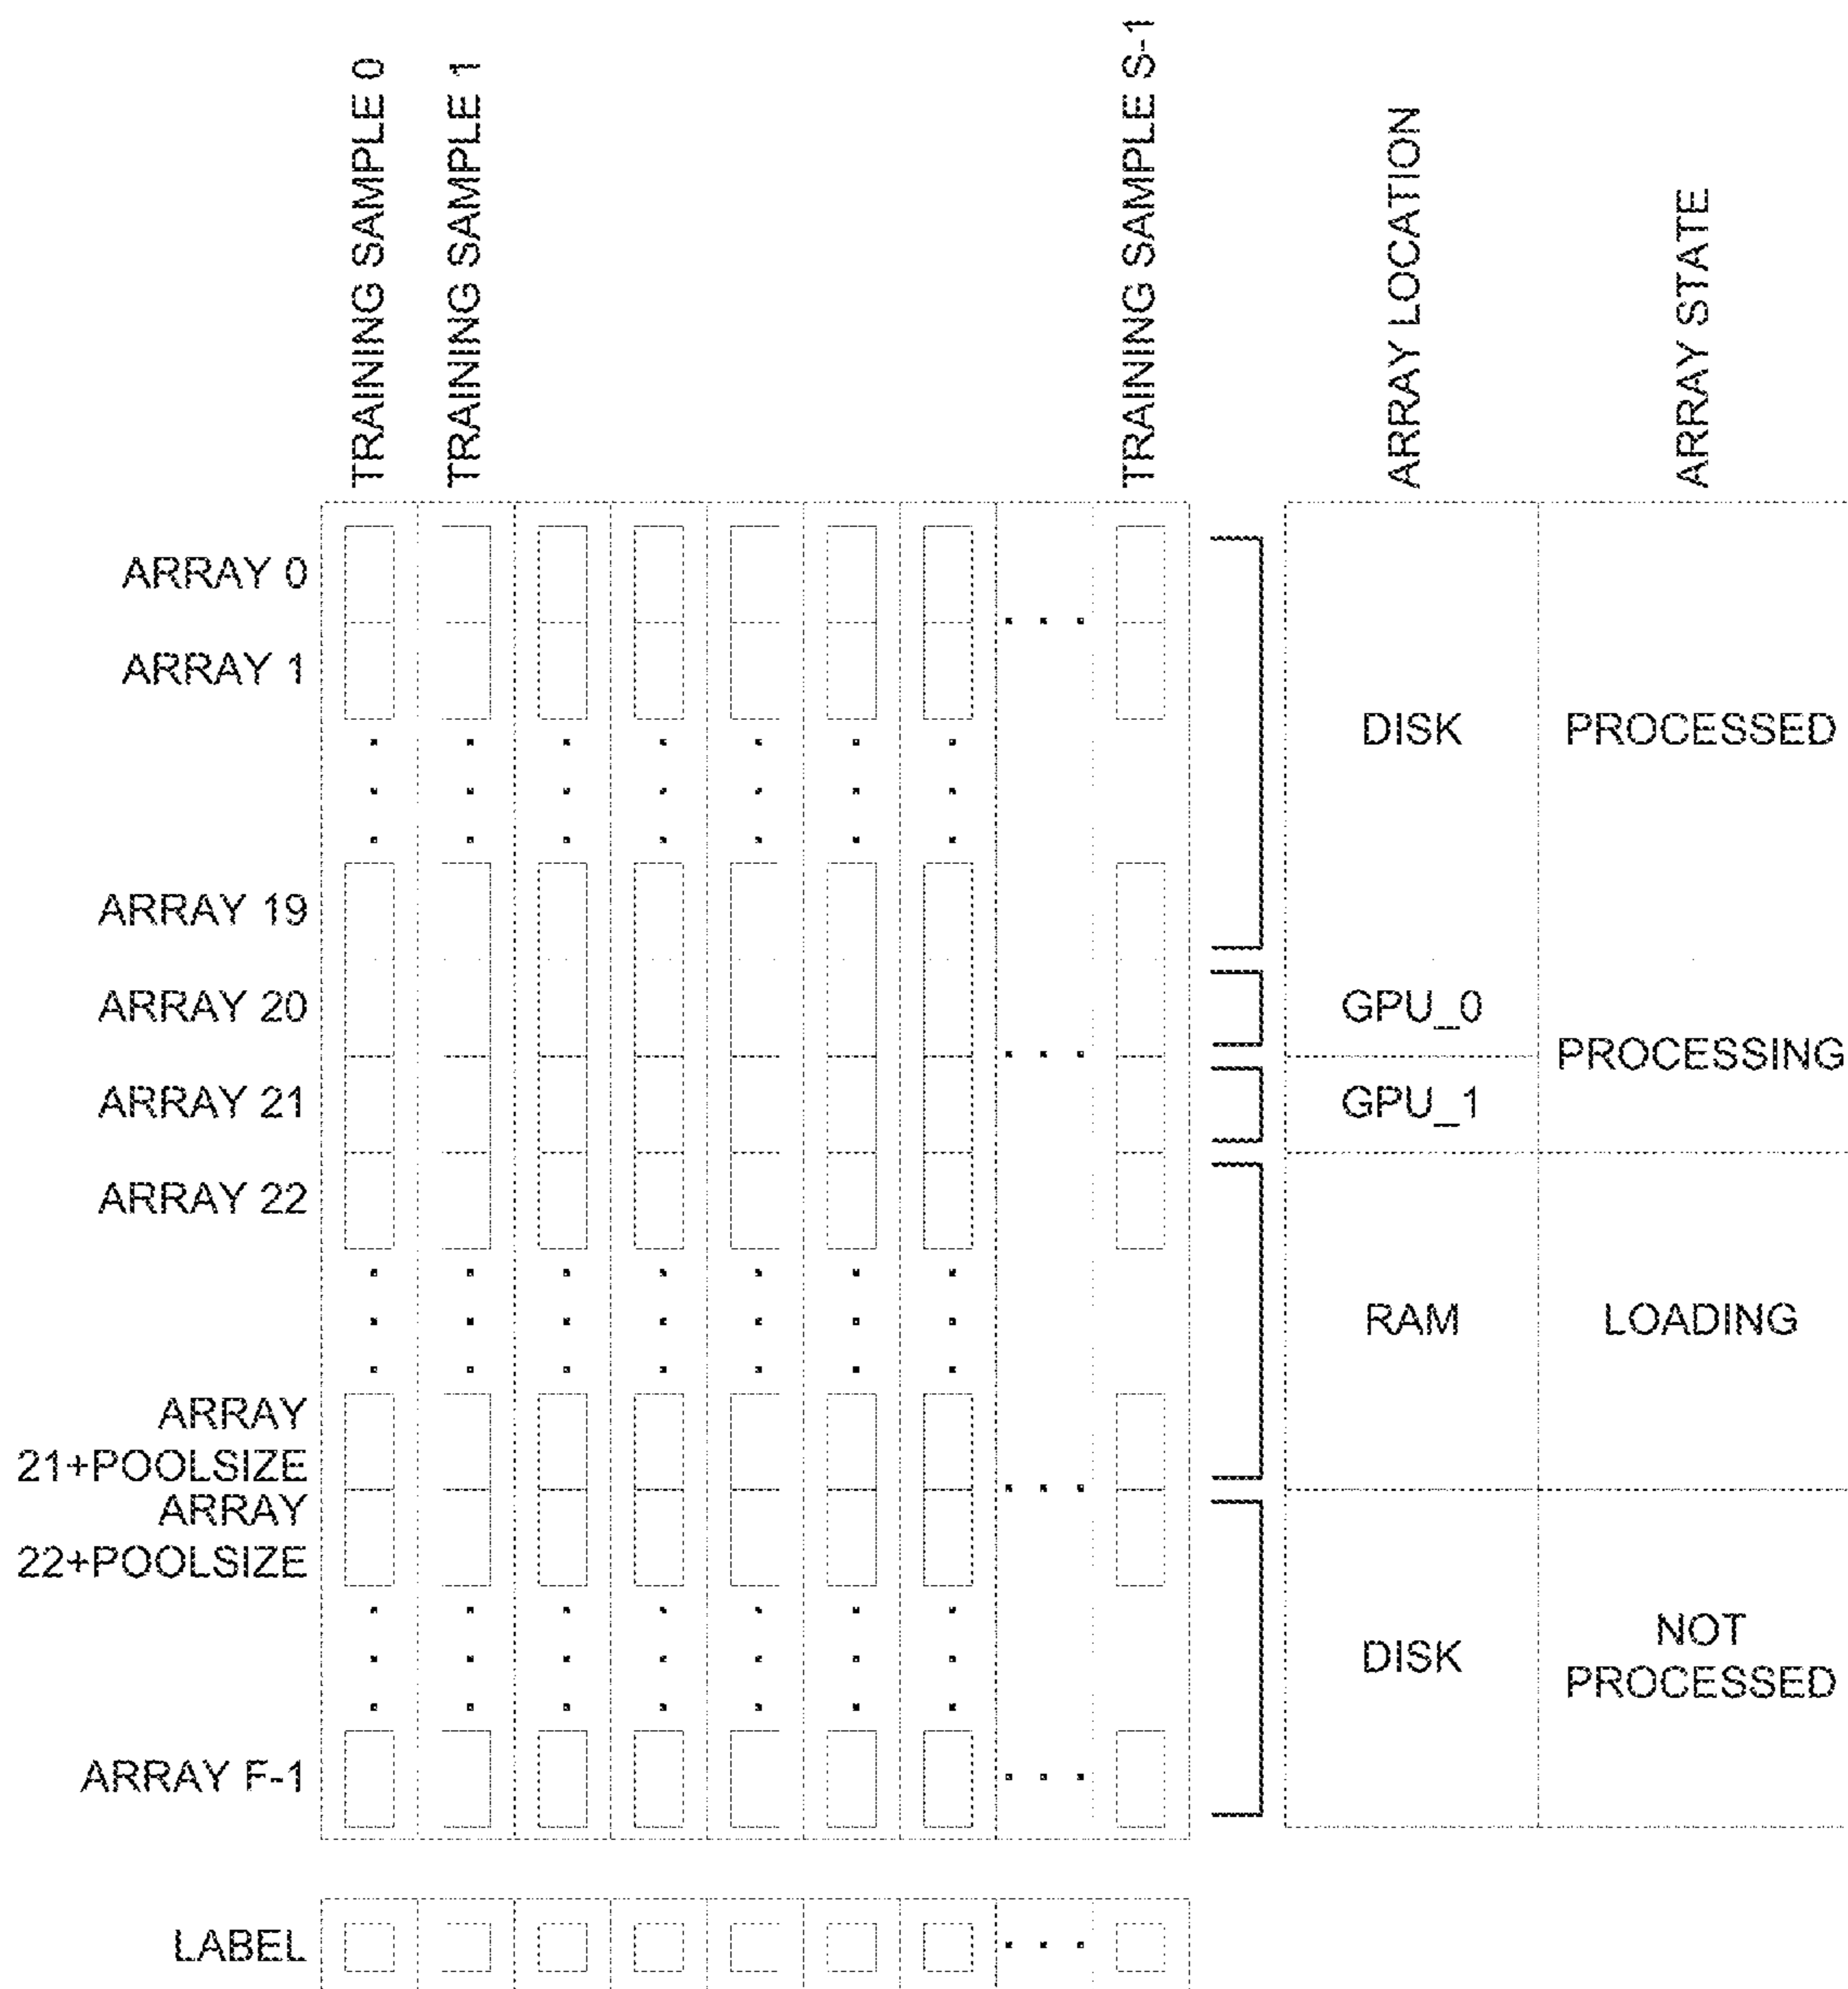 TRAINING SAMPLE 0
TRAINING SAMPLE 1
TRAINING SAMPLE S-1
ARRAY LOCATION
ARRAY STATE
ARRAY 0
ARRAY 1
DISK
PROCESSED
ARRAY 19
ARRAY 20
GPU_0
PROCESSING
ARRAY 21
GPU_1
ARRAY 22
RAM
LOADING
ARRAY
21+POOLSIZE
ARRAY
22+POOLSIZE
DISK
NOT
PROCESSED
ARRAY F-1
LABEL